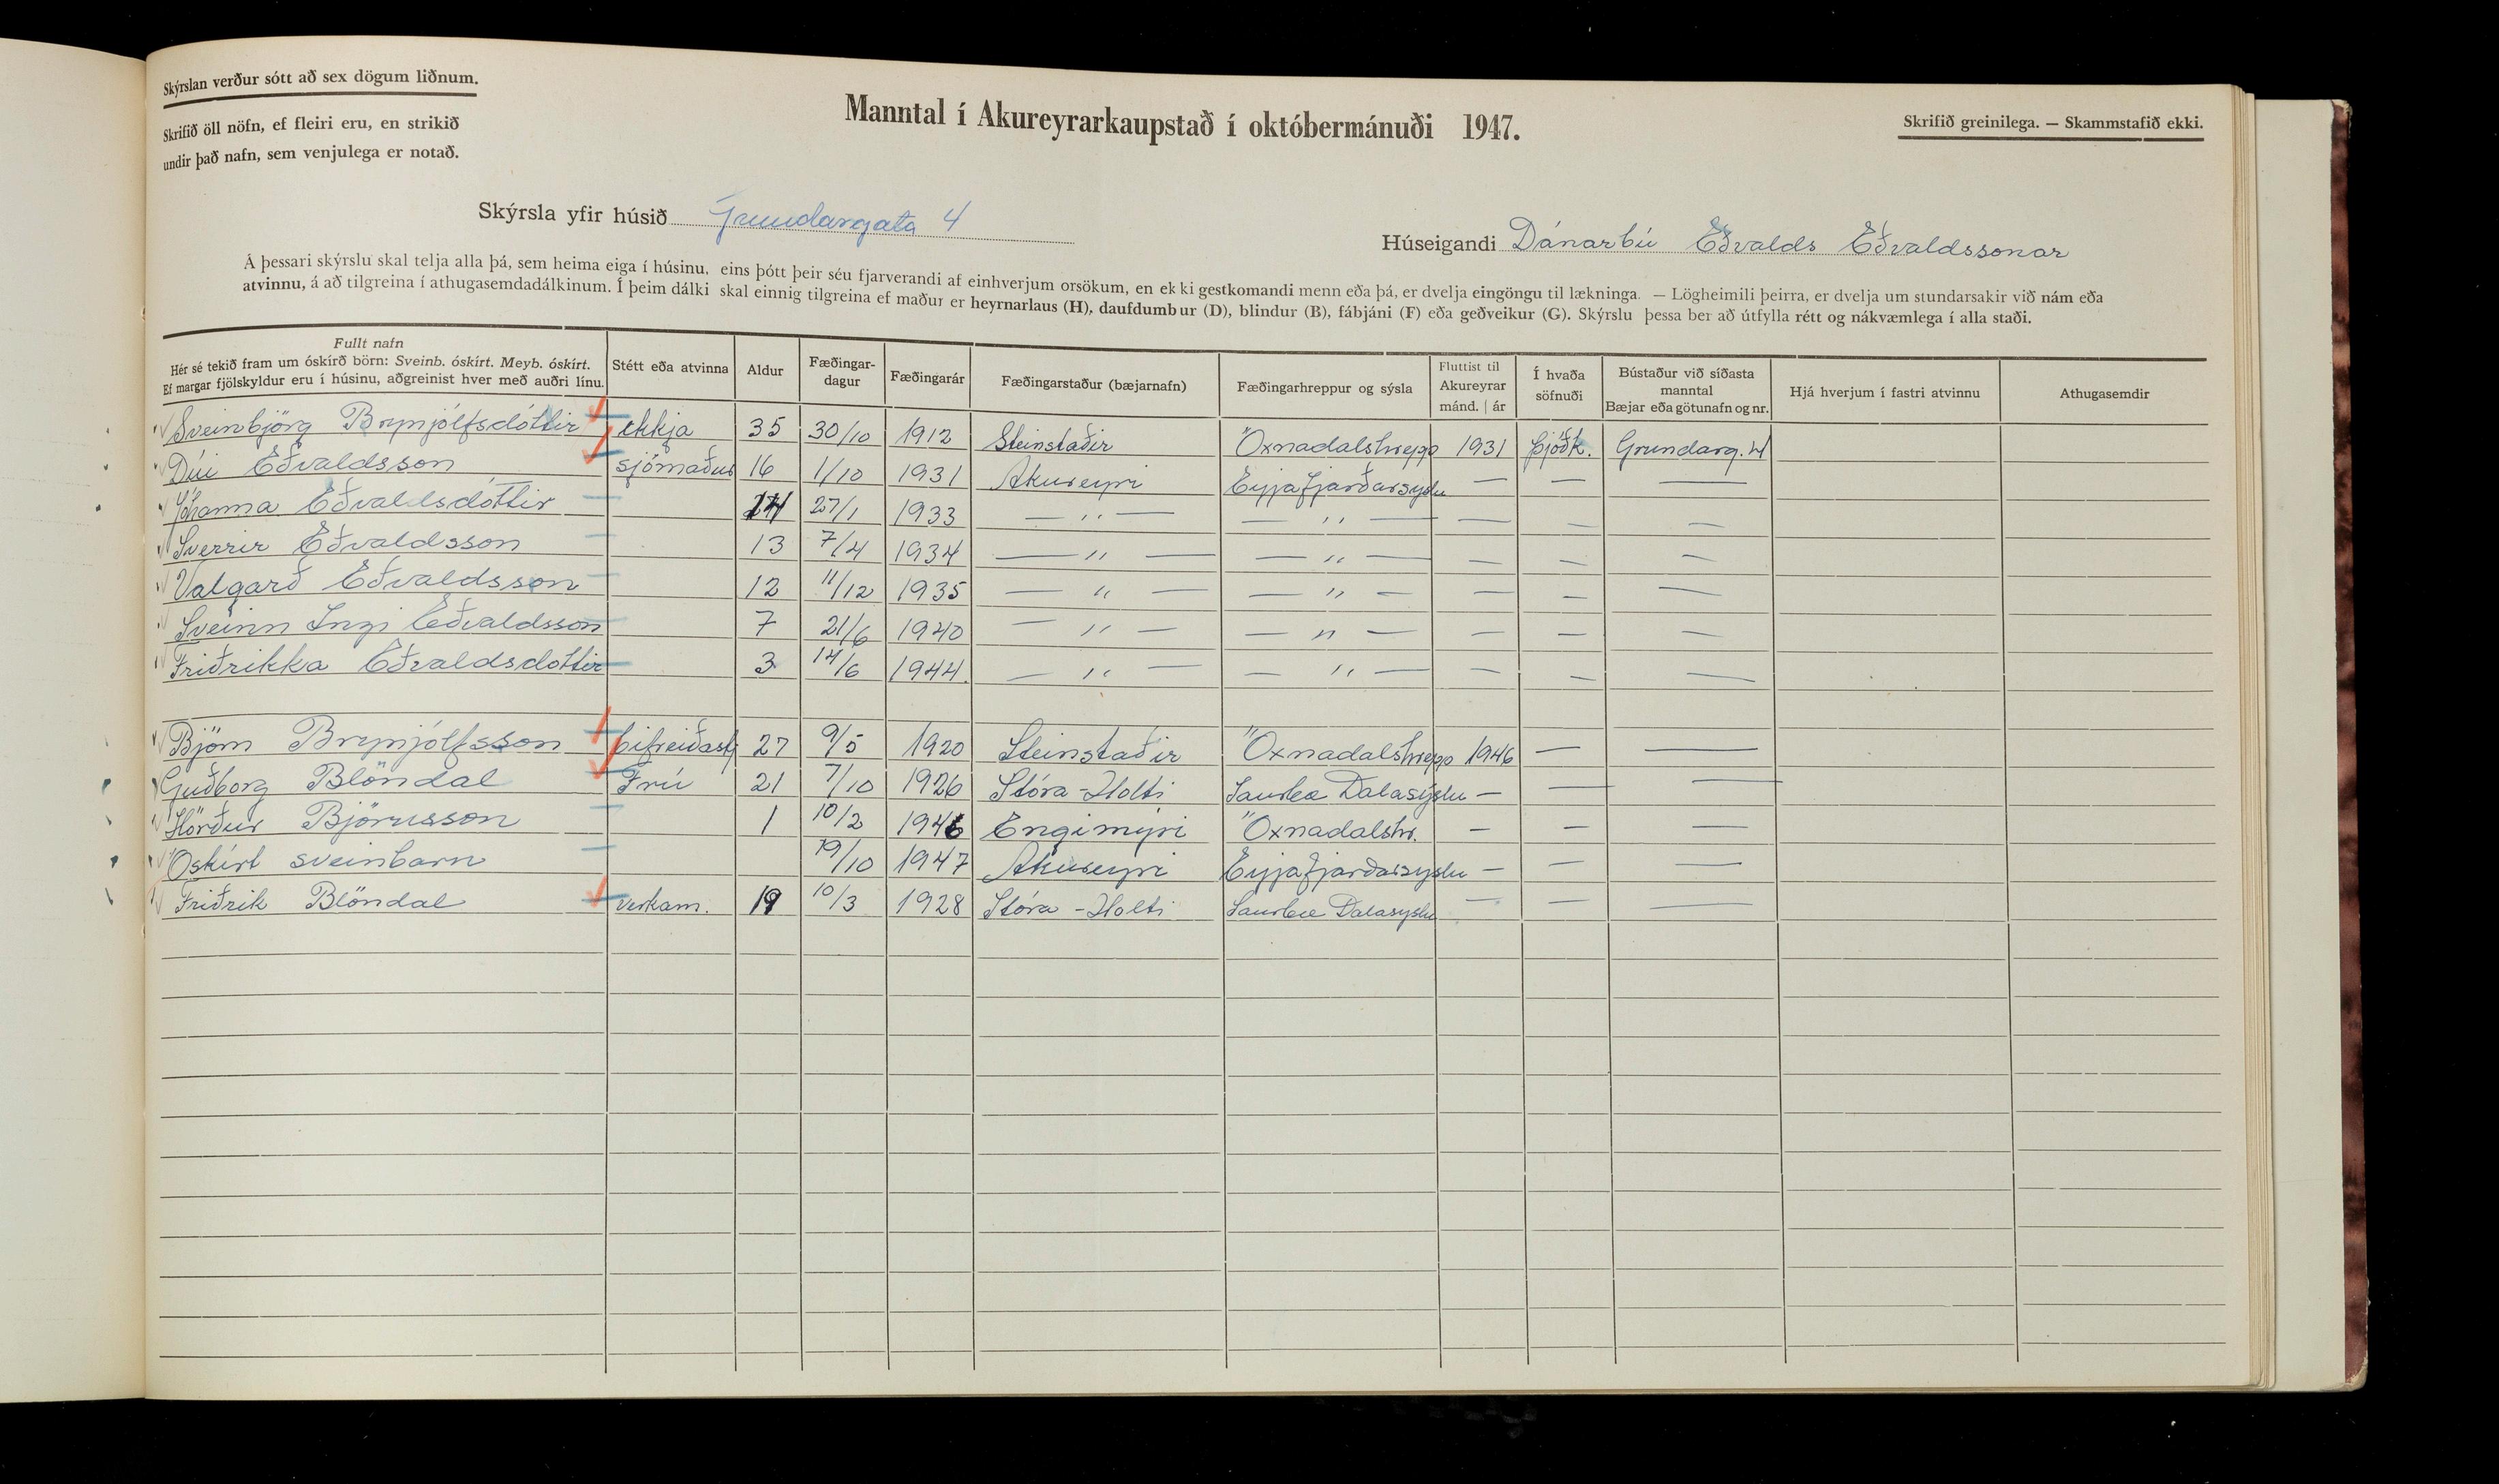 Skýrslan verður sótt að sex dögum liðnum.
Skrifið öll nöfn, ef fleiri eru, en strikið
undir það nafn, sem venjulega er notað.
Manntal í Akureyrarkaupstað í októbermánuði 1947.
Skrifið greinilega. — Skammstafið ekki.
Skýrsla yfir húsið Grundargata 4
Húseigandi Dánarbú Eðvalds Eðvaldssonar
Á þessari skýrslu skal telja alla þá, sem heima eiga í húsinu, eins þótt þeir séu fjarverandi af einhverjum orsökum, en ekki gestkomandi menn eða þá, er dvelja eingöngu til lækninga. — Lögheimili þeirra, er dvelja um stundarsakir við nám eða
atvinnu, á að tilgreina í athugasemdadálkinum. Í þeim dálki skal einnig tilgreina ef maður er heyrnarlaus (H), daufdumbur (D), blindur (B), fábjáni (F) eða geðveikur (G). Skýrslu þessa ber að útfylla rétt og nákvæmlega í alla staði.
Fullt nafn
Hér sé tekið fram um óskírð börn: Sveinb. óskírt. Meyb. óskírt.
Ef margar fjölskyldur eru í húsinu, aðgreinist hver með auðri línu.
Stétt eða atvinna
Aldur
Fæðingar-
dagur
Fæðingarár
Fæðingarstaður (bæjarnafn)
Fæðingarhreppur og sýsla
Fluttist til
Akureyrar
mánd. | ár
Í hvaða
söfnuði
Bústaður við síðasta
manntal
Bæjar eða götunafn og nr.
Hjá hverjum í fastri atvinnu
Athugasemdir
Sveinbjörg Brynjólfsdóttir ekkja 35 30/10 1912 Steinstaðir Öxnadalshrepp 1931 þjóðk. Grundarg. 4
Dúi Eðvaldsson sjómaður 16 1/10 1931 Akureyri Eyjafjarðarsýslu — — —
Jóhanna Eðvaldsdóttir 14 27/1 1933 — " — — " — — — —
Sverrir Eðvaldsson 13 7/4 1934 — " — — " — — — —
Valgarð Eðvaldsson 12 11/12 1935 — " — — " — — — —
Sveinn Ingi Eðvaldsson 7 21/6 1940 — " — — " — — — —
Friðrikka Eðvaldsdóttir 3 14/6 1944. — " — — " — — — —
Björn Brynjólfsson bifreiðastj 27 9/5 1920 Steinstaðir Öxnadalshrepp 1946 — —
Guðborg Blöndal Frú 21 7/10 1926 Stóra-Holti Saurbæ Dalasýslu — — —
Hörður Björnsson 1 10/2 1946 Engimýri Öxnadalshr. — — —
Óskírt sveinbarn 19/10 1947 Akureyri Eyjafjarðarsýslu — — —
Friðrik Blöndal verkam. 19 10/3 1928 Stóra-Holti Saurbæ Dalasýslu — — —